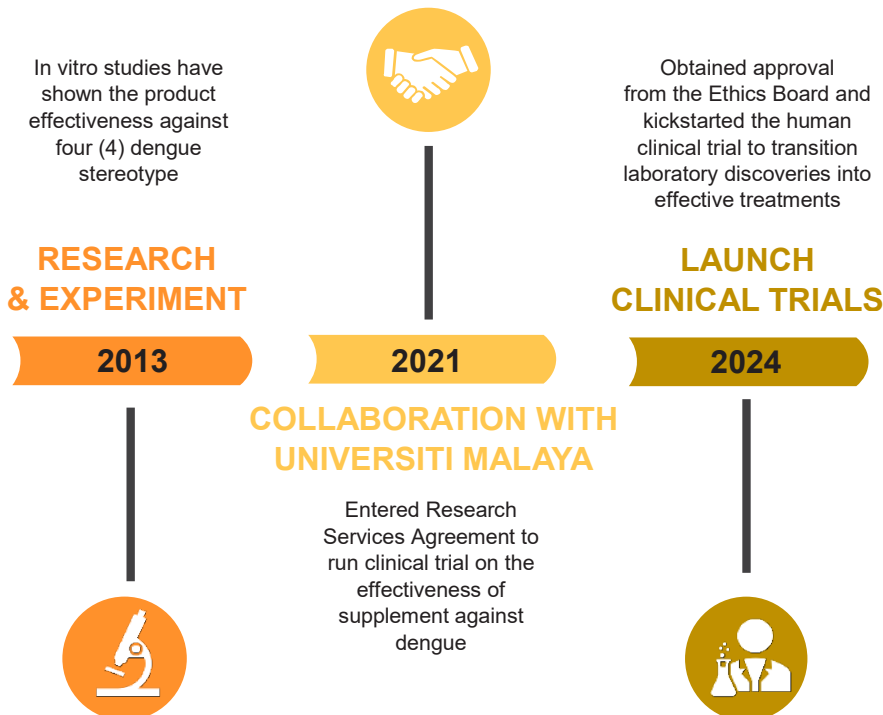 In vitro studies have
shown the product
effectiveness against
four (4) dengue
stereotype
RESEARCH
& EXPERIMENT
2013
2021
COLLABORATION WITH
UNIVERSITI MALAYA
Entered Research
Services Agreement to
run clinical trial on the
effectiveness of
supplement against
dengue
Obtained approval
from the Ethics Board and
kickstarted the human
clinical trial to transition
laboratory discoveries into
effective treatments
LAUNCH
CLINICAL TRIALS
2024